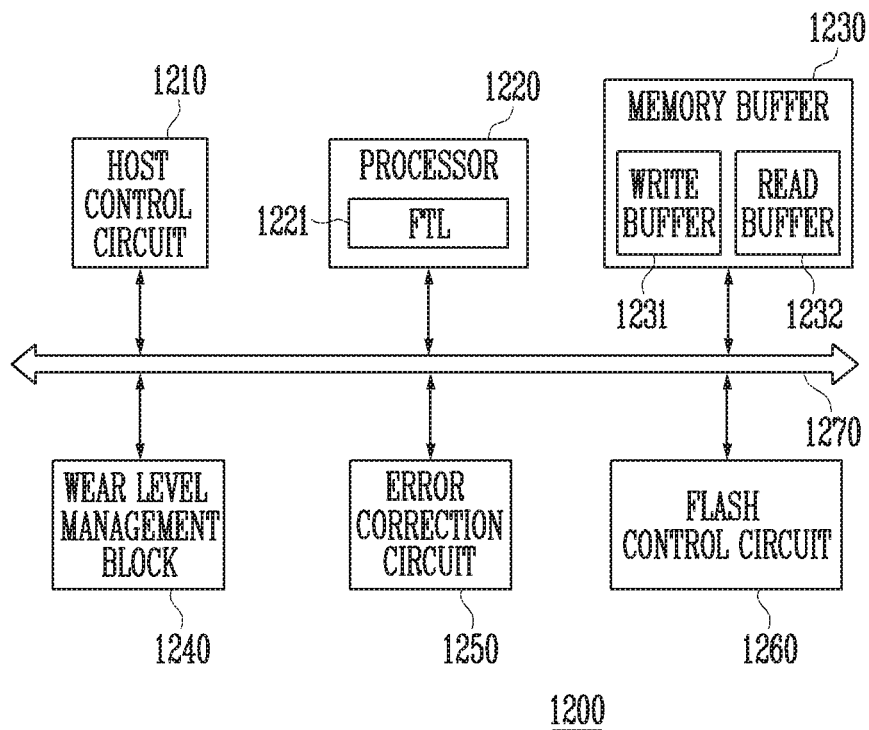 1230
1210
1220
MEMORY BUFFER
HOST
CONTROL
CIRCUIT
PROCESSOR
1221
FTL
WRITE
BUFFER
READ
BUFFER
1231
1232
1270
WEAR LEVEL
MANAGEMENT
BLOCK
ERROR
CORRECTION
CIRCUIT
FLASH
CONTROL CIRCUIT
1240
1250
1260
1200